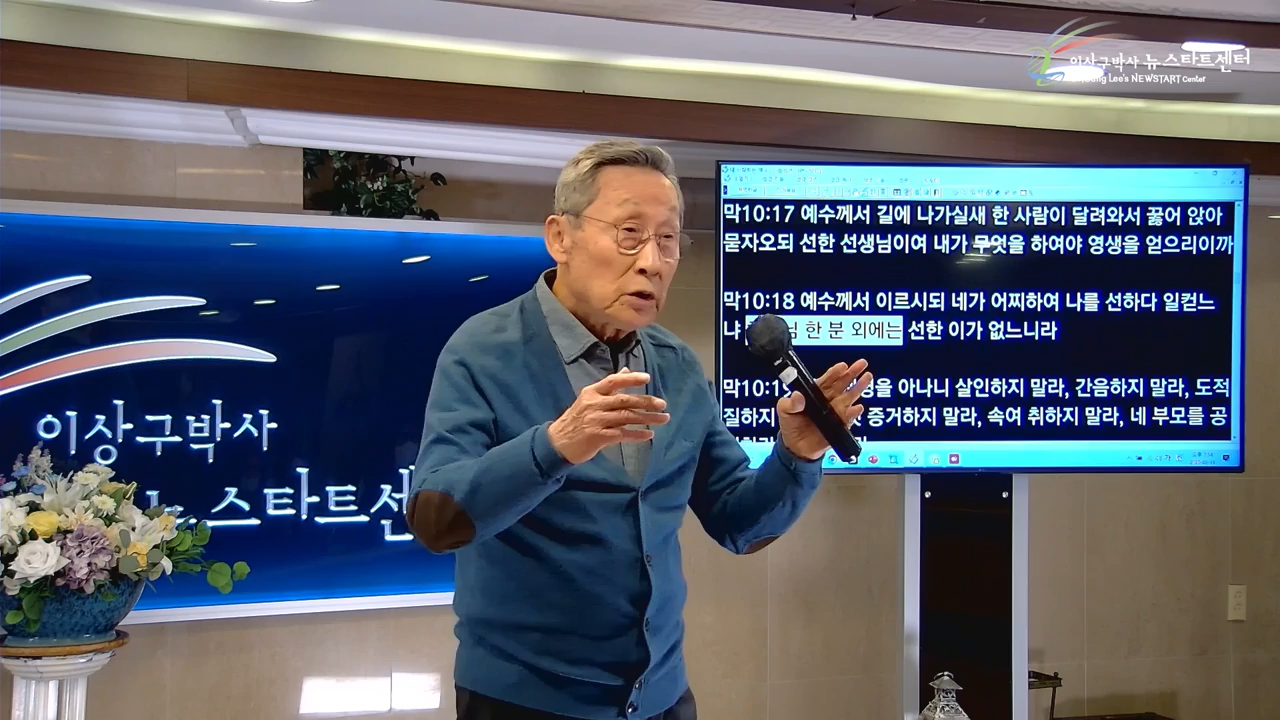 이상구박사 뉴스타트센터
Lee's NEWSTART Center
막10:17 예수께서 길에 나가실새 한 사람이 달려와서 꿇어 앉아
묻자오되 선한 선생님이여 내가 무엇을 하여야 영생을 얻으리이까
막10:18 예수께서 이르시되 네가 어찌하여 나를 선하다 일컫느
냐 님 한 분 외에는 선한 이가 없느니라
막10:19 을 아나니 살인하지 말라, 간음하지 말라, 도적
질하지 증거하지 말라, 속여 취하지 말라, 네 부모를 공
이상구박사
스타트센